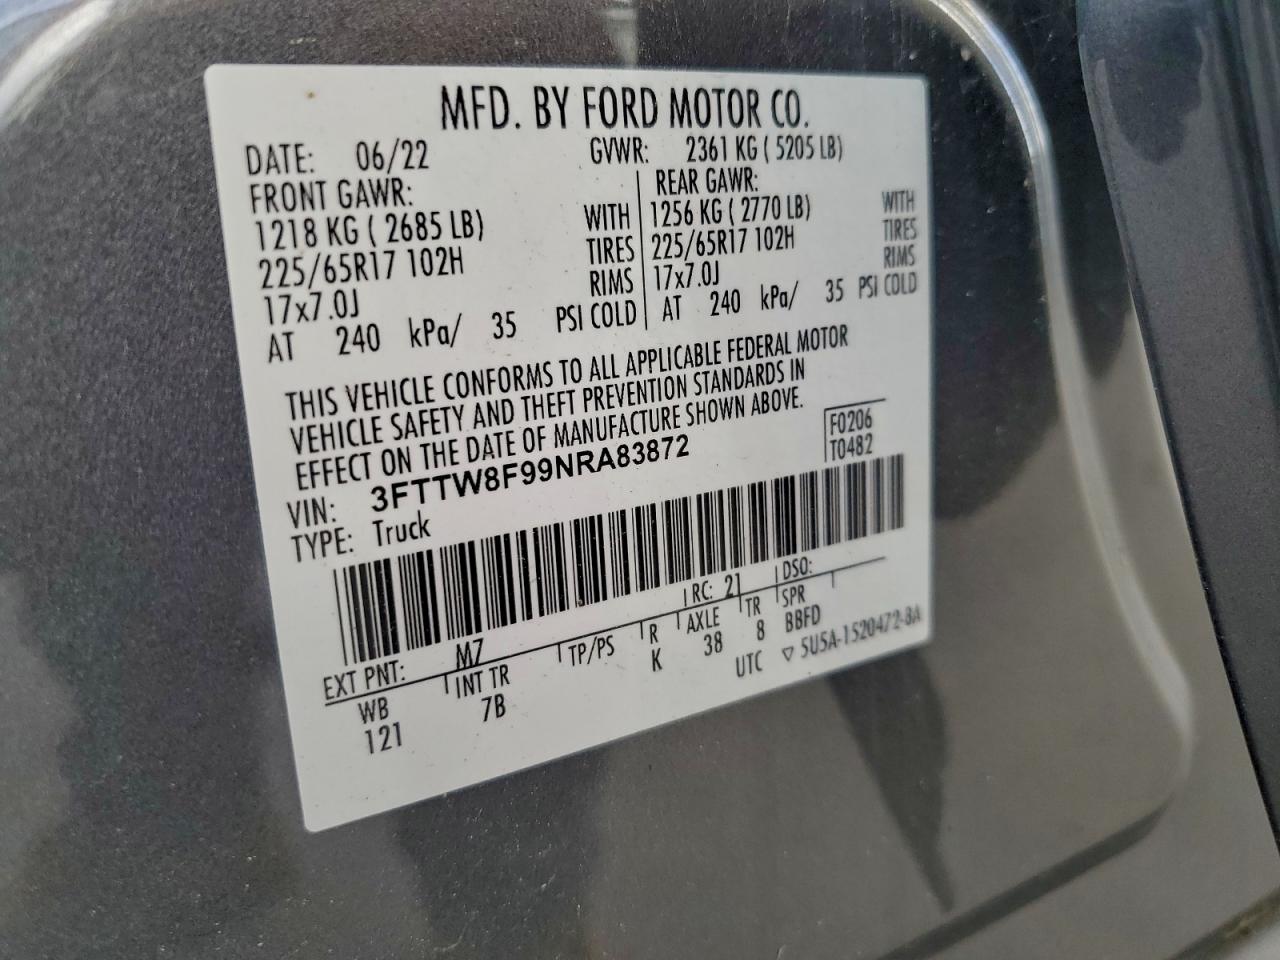 MFD. BY FORD MOTOR CO.
DATE: 06/22 GVWR: 2361 KG ( 5205 LB)
FRONT GAWR: REAR GAWR:
1218 KG ( 2685 LB) WITH 1256 KG ( 2770 LB) WITH
225/65R17 102H TIRES 225/65R17 102H TIRES
17x7.0J RIMS 17x7.0J RIMS
AT 240 kPa/ 35 PSI COLD AT 240 kPa/ 35 PSI COLD
THIS VEHICLE CONFORMS TO ALL APPLICABLE FEDERAL MOTOR
VEHICLE SAFETY AND THEFT PREVENTION STANDARDS IN
EFFECT ON THE DATE OF MANUFACTURE SHOWN ABOVE.
F0206
T0482
VIN: 3FTTW8F99NRA83872
TYPE: Truck
EXT PNT: M7 RC: 21 DSO:
WB INT TR TP/PS R AXLE TR SPR
121 7B K 38 8 BBFD
UTC ▽ 5U5A-1520472-BA